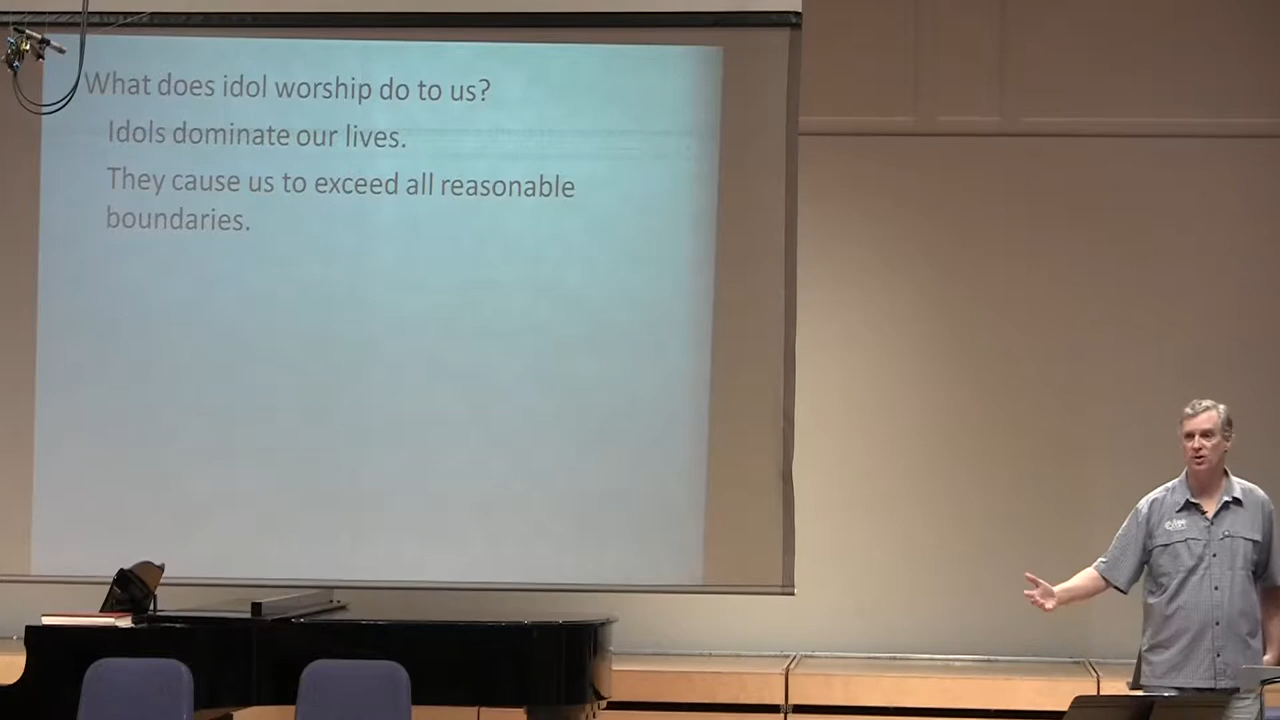 What does idol worship do to us?
Idols dominate our lives.
They cause us to exceed all reasonable
boundaries.